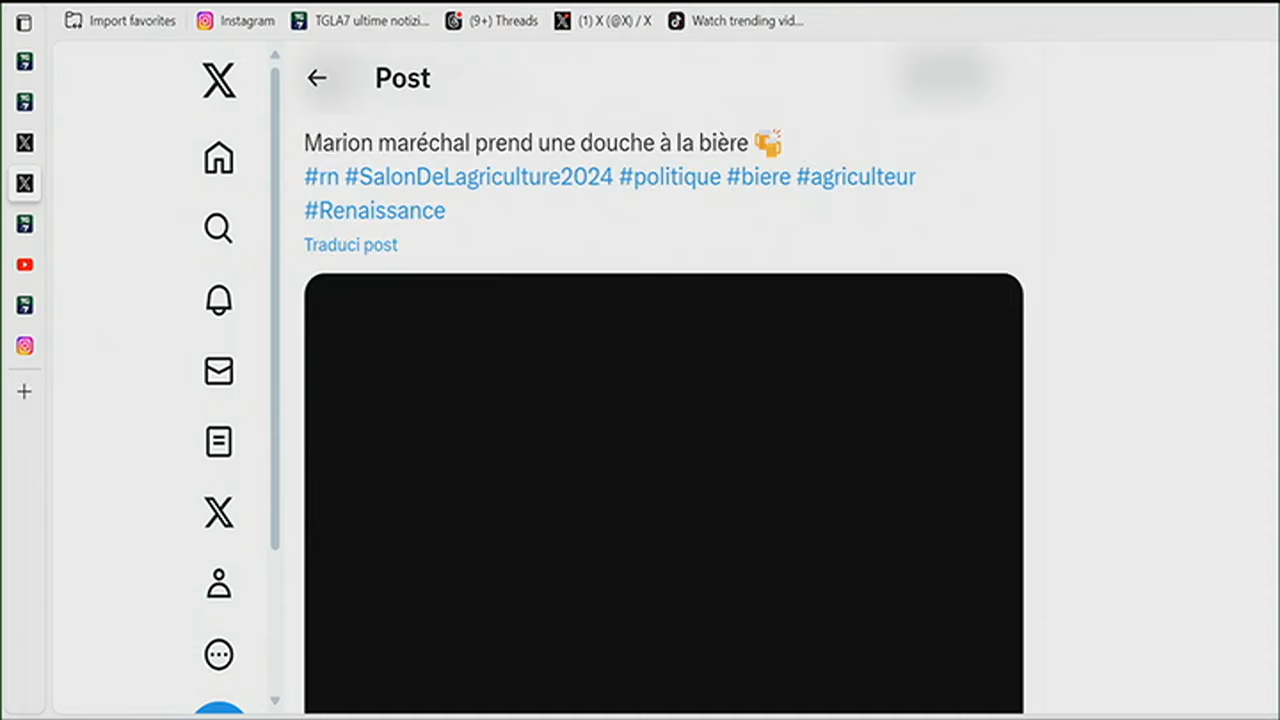 Import favorites
Instagram
TGLA7 ultime notizi...
(9+) Threads
(1) X (@X) / X
Watch trending vid...
Post
Marion maréchal prend une douche à la bière 🍻
#rn #SalonDeLagriculture2024 #politique #biere #agriculteur
#Renaissance
Traduci post